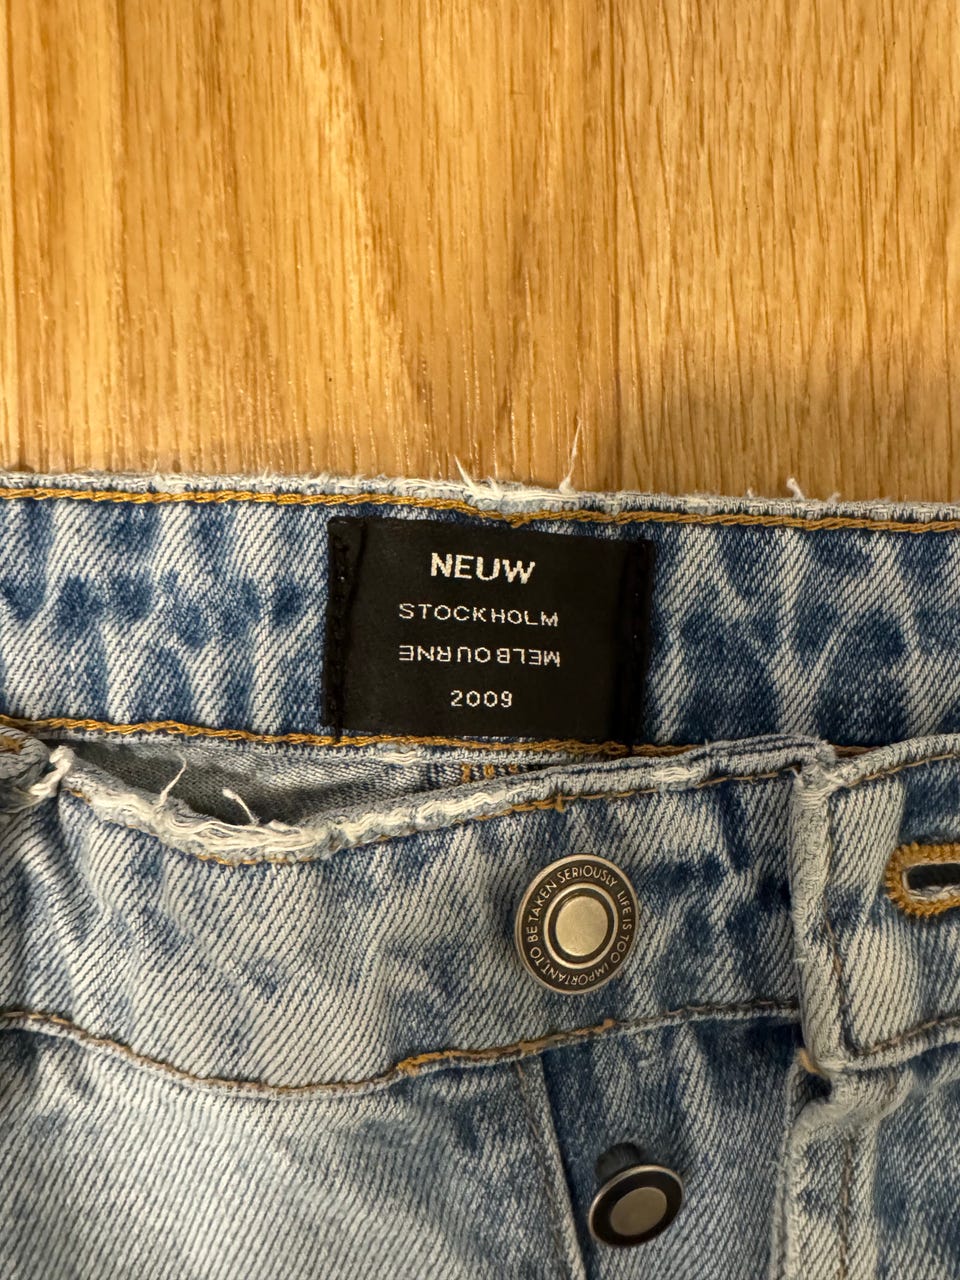 NEUW
STOCKHOLM
MELBOURNE
2009
LIFE IS TOO IMPORTANT, TO BE TAKEN SERIOUSLY